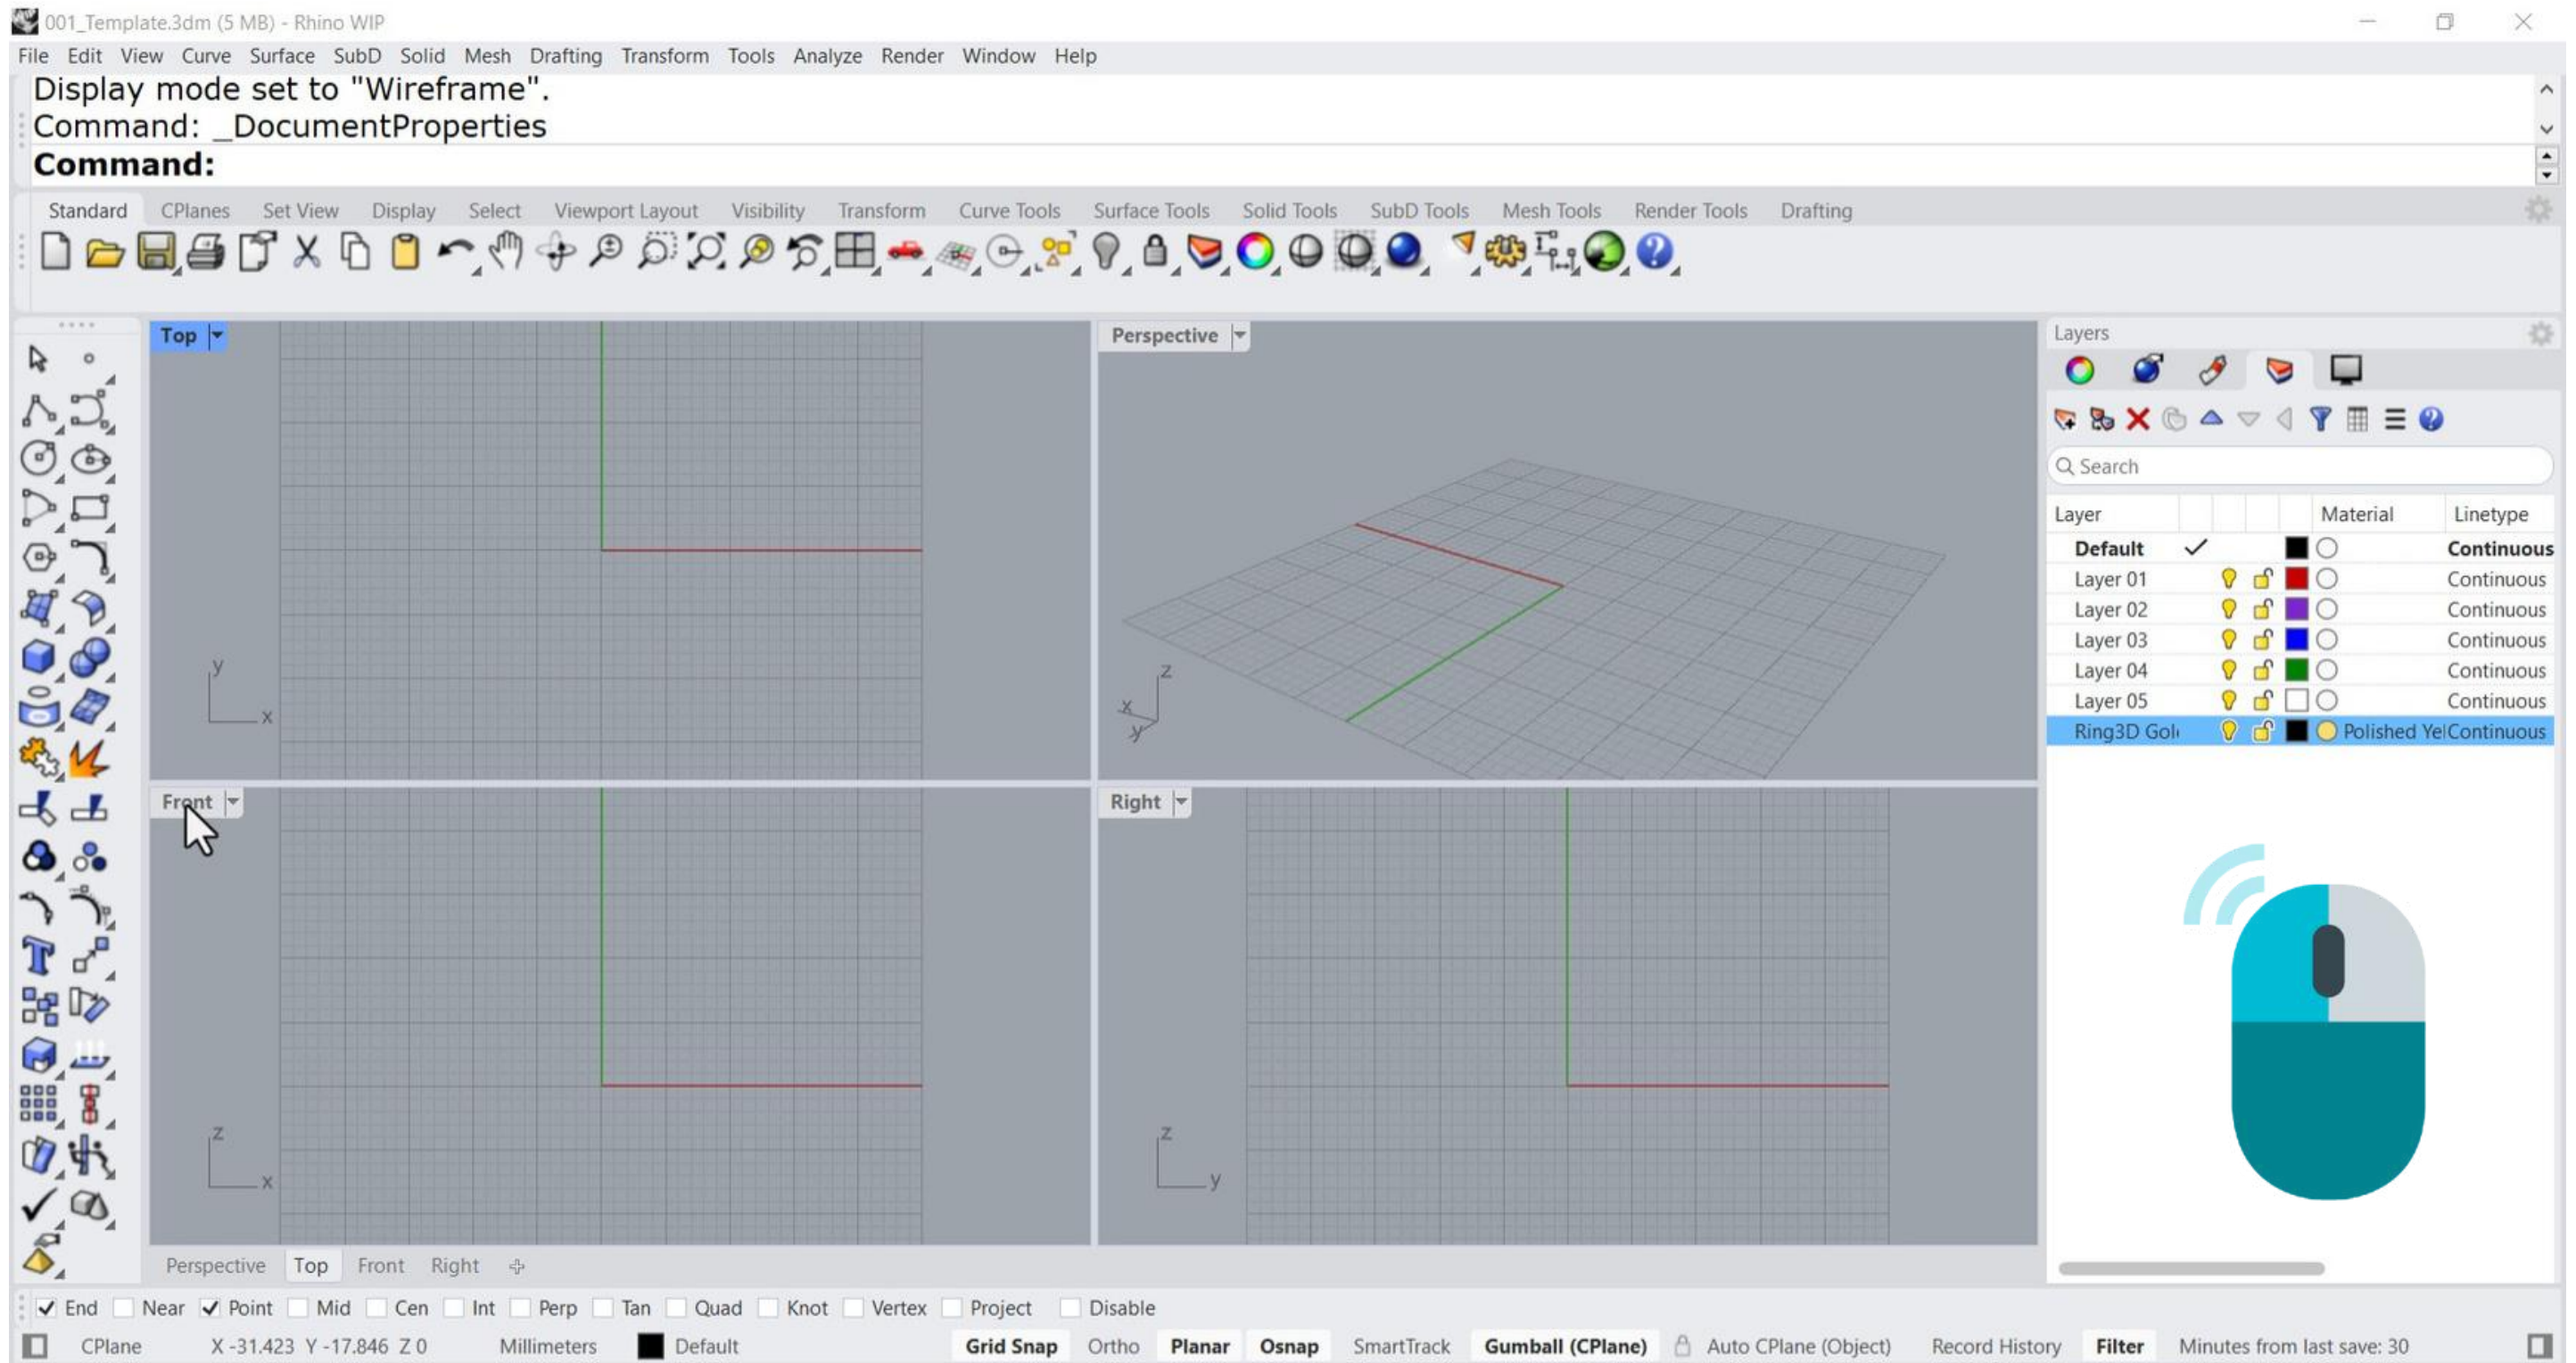 001_Template.3dm (5 MB) - Rhino WIP
File Edit View Curve Surface SubD Solid Mesh Drafting Transform Tools Analyze Render Window Help
Display mode set to "Wireframe".
Command: _DocumentProperties
Command:
Standard CPlanes Set View Display Select Viewport Layout Visibility Transform Curve Tools Surface Tools Solid Tools SubD Tools Mesh Tools Render Tools Drafting
Top
y
x
Perspective
z
x
y
Front
z
x
Right
z
y
Layers
Search
Layer Material Linetype
Default Continuous
Layer 01 Continuous
Layer 02 Continuous
Layer 03 Continuous
Layer 04 Continuous
Layer 05 Continuous
Ring3D Gol Polished Yel Continuous
Perspective Top Front Right
End Near Point Mid Cen Int Perp Tan Quad Knot Vertex Project Disable
CPlane X -31.423 Y -17.846 Z 0 Millimeters Default Grid Snap Ortho Planar Osnap SmartTrack Gumball (CPlane) Auto CPlane (Object) Record History Filter Minutes from last save: 30